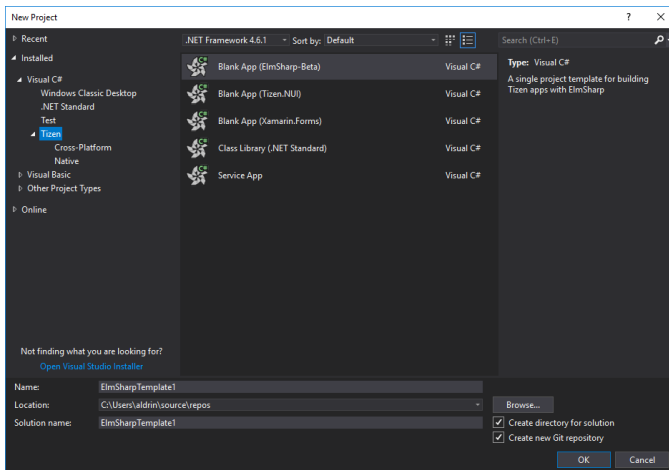 New Project
?
Recent
.NET Framework 4.6.1
Sort by: Default
Search (Ctrl+E)
Installed
Visual C#
Windows Classic Desktop
.NET Standard
Test
Tizen
Cross-Platform
Native
Visual Basic
Other Project Types
Online
Not finding what you are looking for?
Open Visual Studio Installer
Blank App (ElmSharp-Beta) Visual C#
Blank App (Tizen.NUI) Visual C#
Blank App (Xamarin.Forms) Visual C#
Class Library (.NET Standard) Visual C#
Service App Visual C#
Type: Visual C#
A single project template for building
Tizen apps with ElmSharp
Name: ElmSharpTemplate1
Location: C:\Users\aldrin\source\repos
Browse...
Solution name: ElmSharpTemplate1
Create directory for solution
Create new Git repository
OK
Cancel